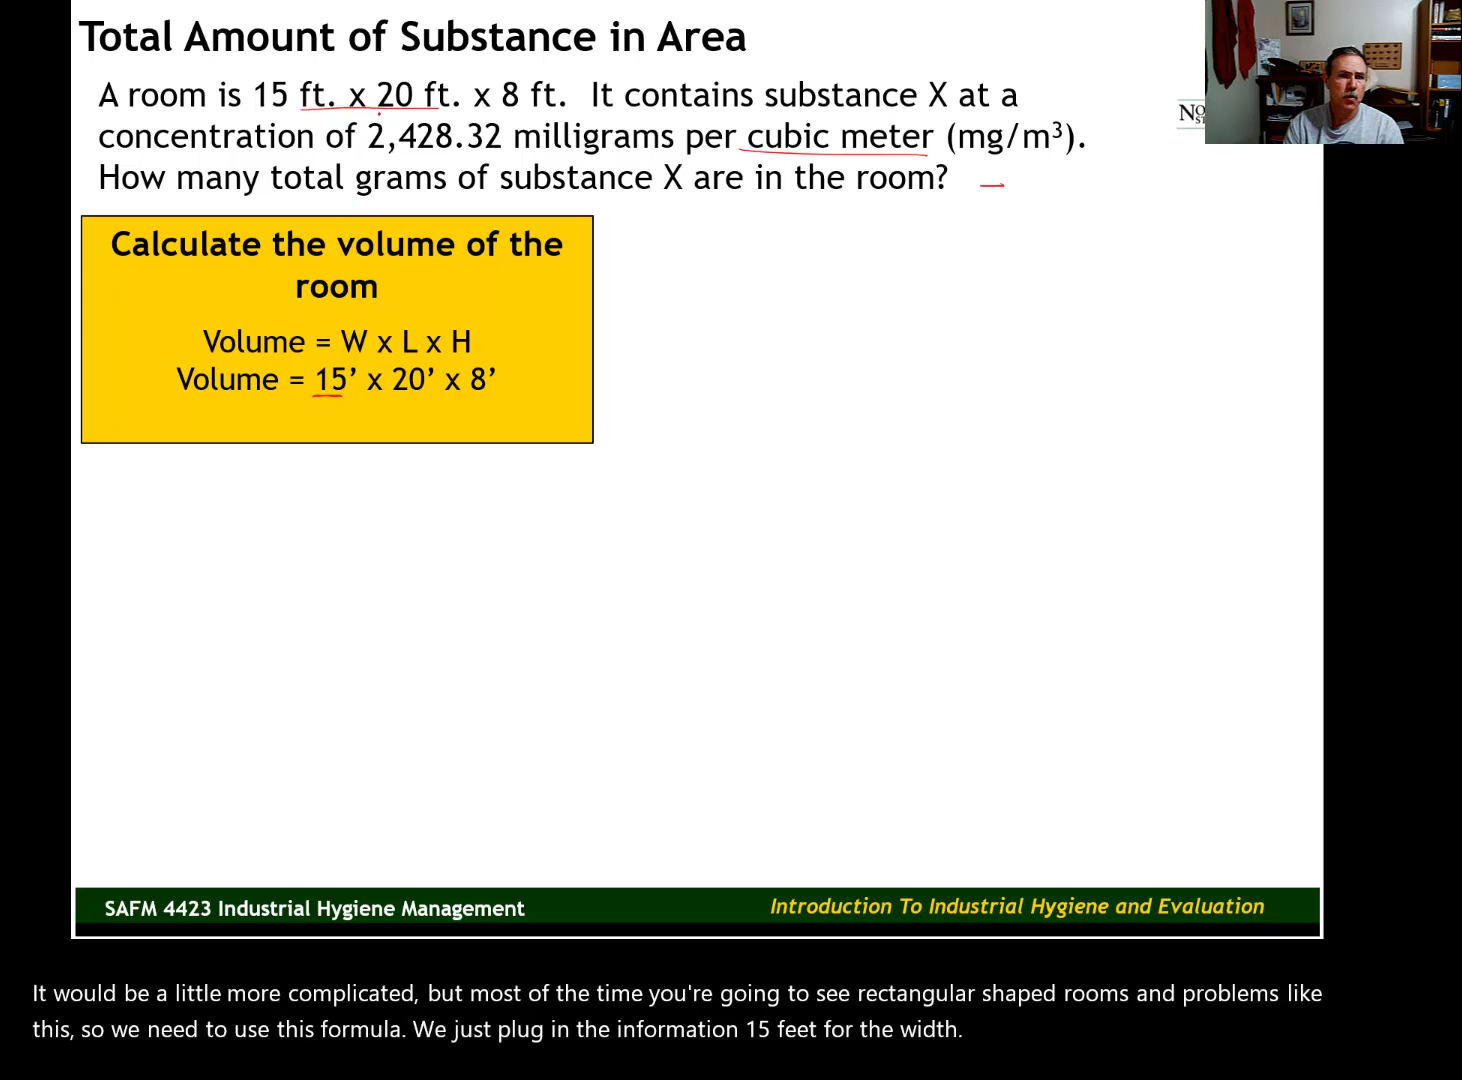 Total Amount of Substance in Area
A room is 15 ft. x 20 ft. x 8 ft. It contains substance X at a
concentration of 2,428.32 milligrams per cubic meter (mg/m³).
How many total grams of substance X are in the room?
Calculate the volume of the
room
Volume = W x L x H
Volume = 15’ x 20’ x 8’
SAFM 4423 Industrial Hygiene Management
Introduction To Industrial Hygiene and Evaluation
It would be a little more complicated, but most of the time you're going to see rectangular shaped rooms and problems like
this, so we need to use this formula. We just plug in the information 15 feet for the width.